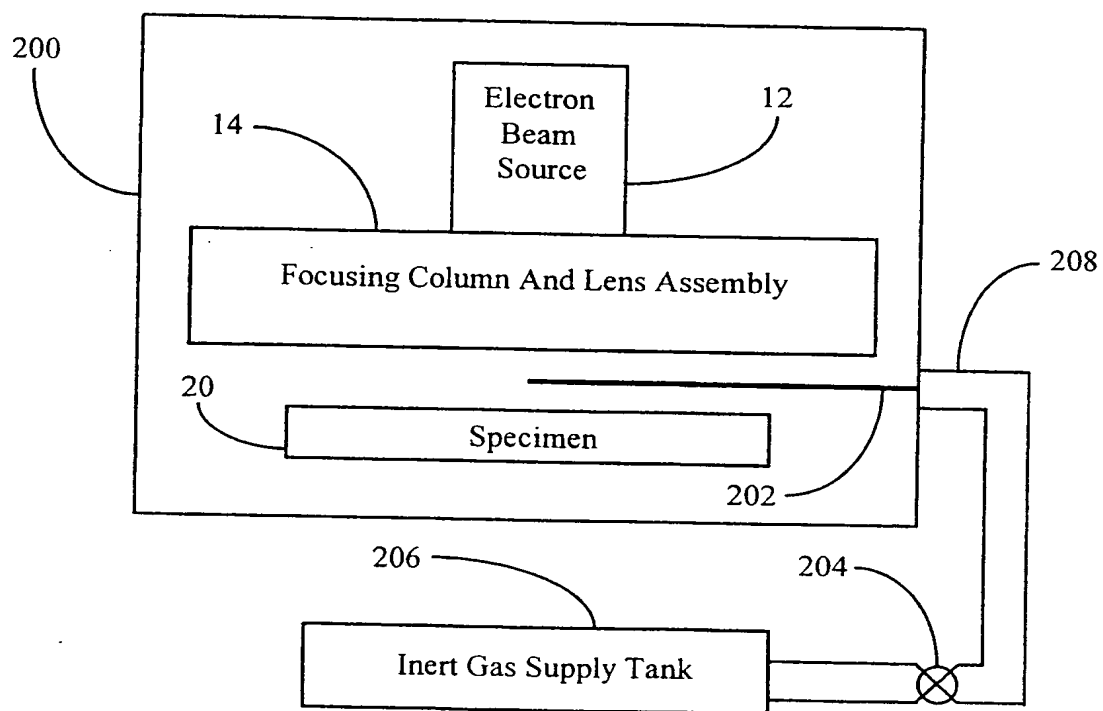 200
Electron
Beam
Source
12
14
Focusing Column And Lens Assembly
208
20
Specimen
202
206
204
Inert Gas Supply Tank